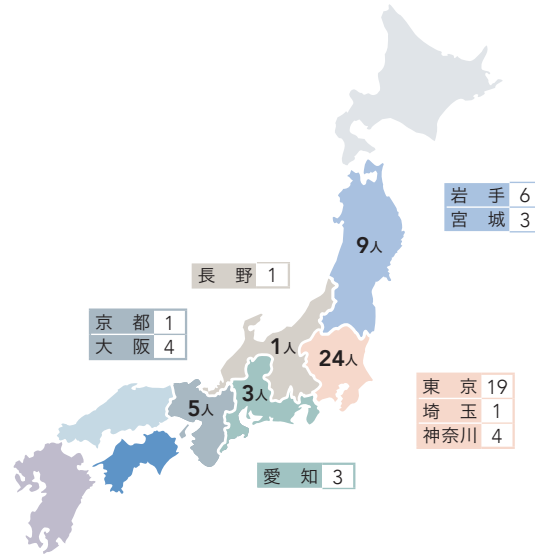 岩手 6
宮城 3
9人
長野 1
京都 1
大阪 4
1人
24人
3人
5人
東京 19
埼玉 1
神奈川 4
愛知 3